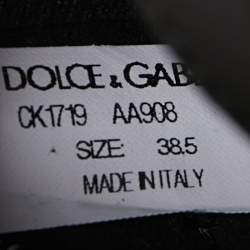 DOLCE & GAB
CK1719 AA908
SIZE: 38.5
MADE IN ITALY